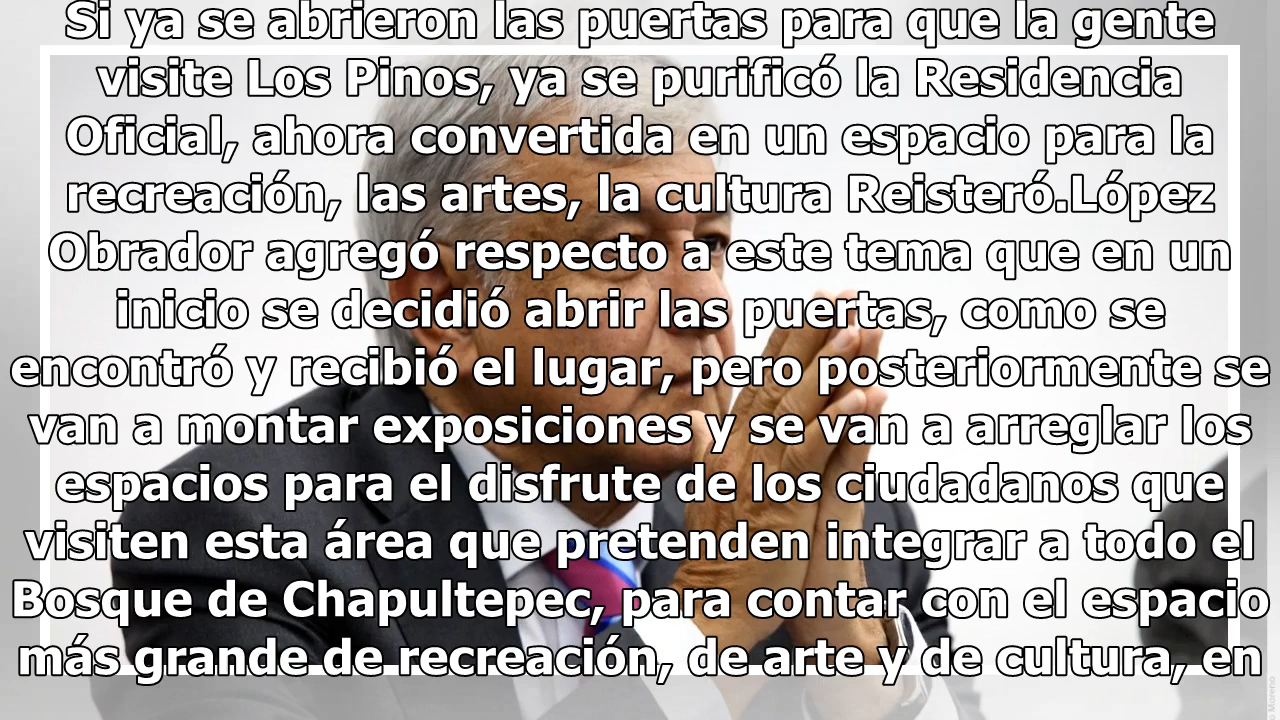 Si ya se abrieron las puertas para que la gente
visite Los Pinos, ya se purificó la Residencia
Oficial, ahora convertida en un espacio para la
recreación, las artes, la cultura Reisteró.López
Obrador agregó respecto a este tema que en un
inicio se decidió abrir las puertas, como se
encontró y recibió el lugar, pero posteriormente se
van a montar exposiciones y se van a arreglar los
espacios para el disfrute de los ciudadanos que
visiten esta área que pretenden integrar a todo el
Bosque de Chapultepec, para contar con el espacio
más grande de recreación, de arte y de cultura, en
Moreno